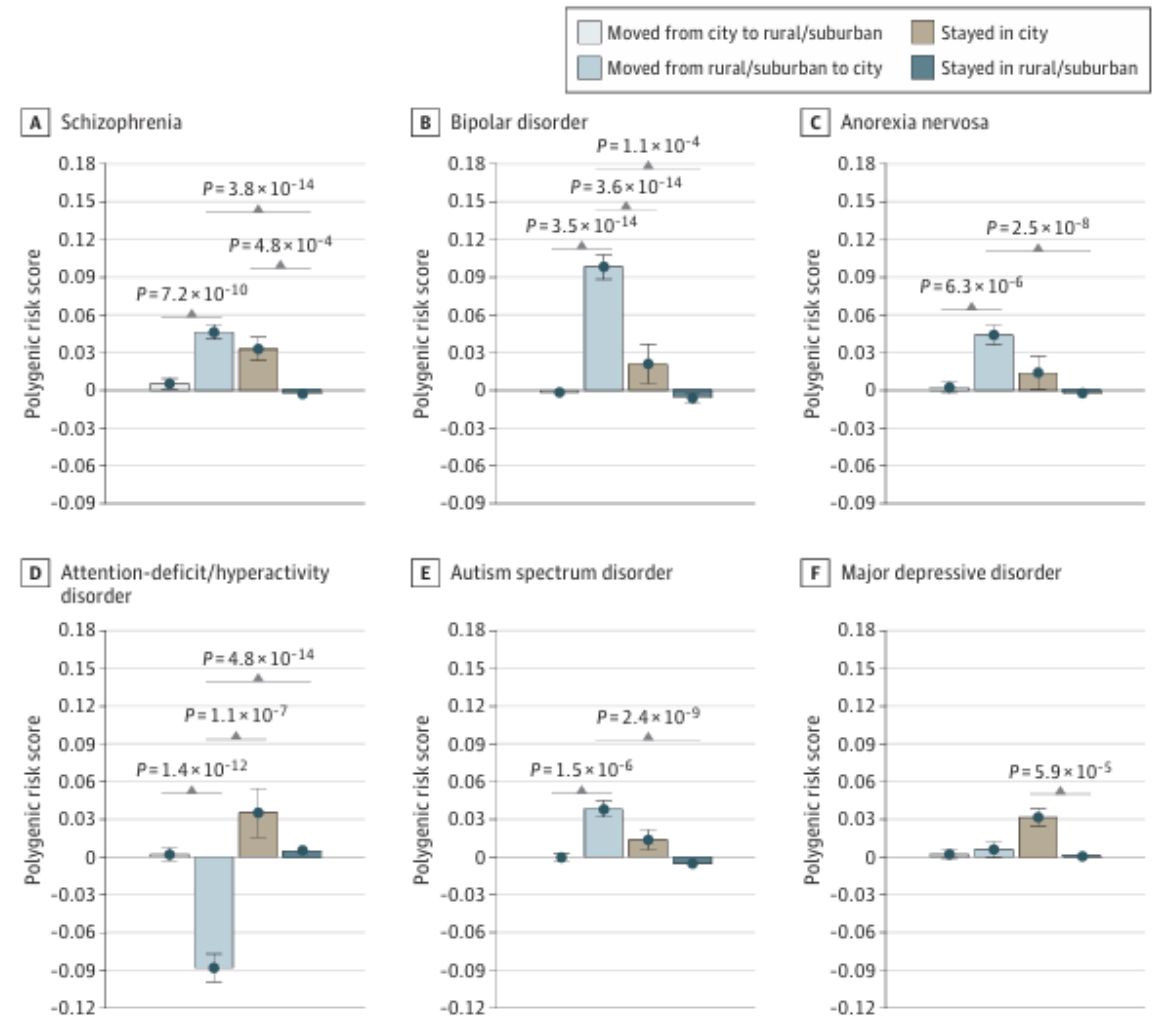 Moved from city to rural/suburban
Stayed in city
Moved from rural/suburban to city
Stayed in rural/suburban
A Schizophrenia
Polygenic risk score
0.18
0.15
0.12
0.09
0.06
0.03
0
-0.03
-0.06
-0.09
P = 3.8 × 10⁻¹⁴
P = 4.8 × 10⁻⁴
P = 7.2 × 10⁻¹⁰
B Bipolar disorder
Polygenic risk score
0.18
0.15
0.12
0.09
0.06
0.03
0
-0.03
-0.06
-0.09
P = 1.1 × 10⁻⁴
P = 3.6 × 10⁻¹⁴
P = 3.5 × 10⁻¹⁴
C Anorexia nervosa
Polygenic risk score
0.18
0.15
0.12
0.09
0.06
0.03
0
-0.03
-0.06
-0.09
P = 2.5 × 10⁻⁸
P = 6.3 × 10⁻⁶
D Attention-deficit/hyperactivity
disorder
Polygenic risk score
0.18
0.15
0.12
0.09
0.06
0.03
0
-0.03
-0.06
-0.09
-0.12
P = 4.8 × 10⁻¹⁴
P = 1.1 × 10⁻⁷
P = 1.4 × 10⁻¹²
E Autism spectrum disorder
Polygenic risk score
0.18
0.15
0.12
0.09
0.06
0.03
0
-0.03
-0.06
-0.09
-0.12
P = 2.4 × 10⁻⁹
P = 1.5 × 10⁻⁶
F Major depressive disorder
Polygenic risk score
0.18
0.15
0.12
0.09
0.06
0.03
0
-0.03
-0.06
-0.09
-0.12
P = 5.9 × 10⁻⁵